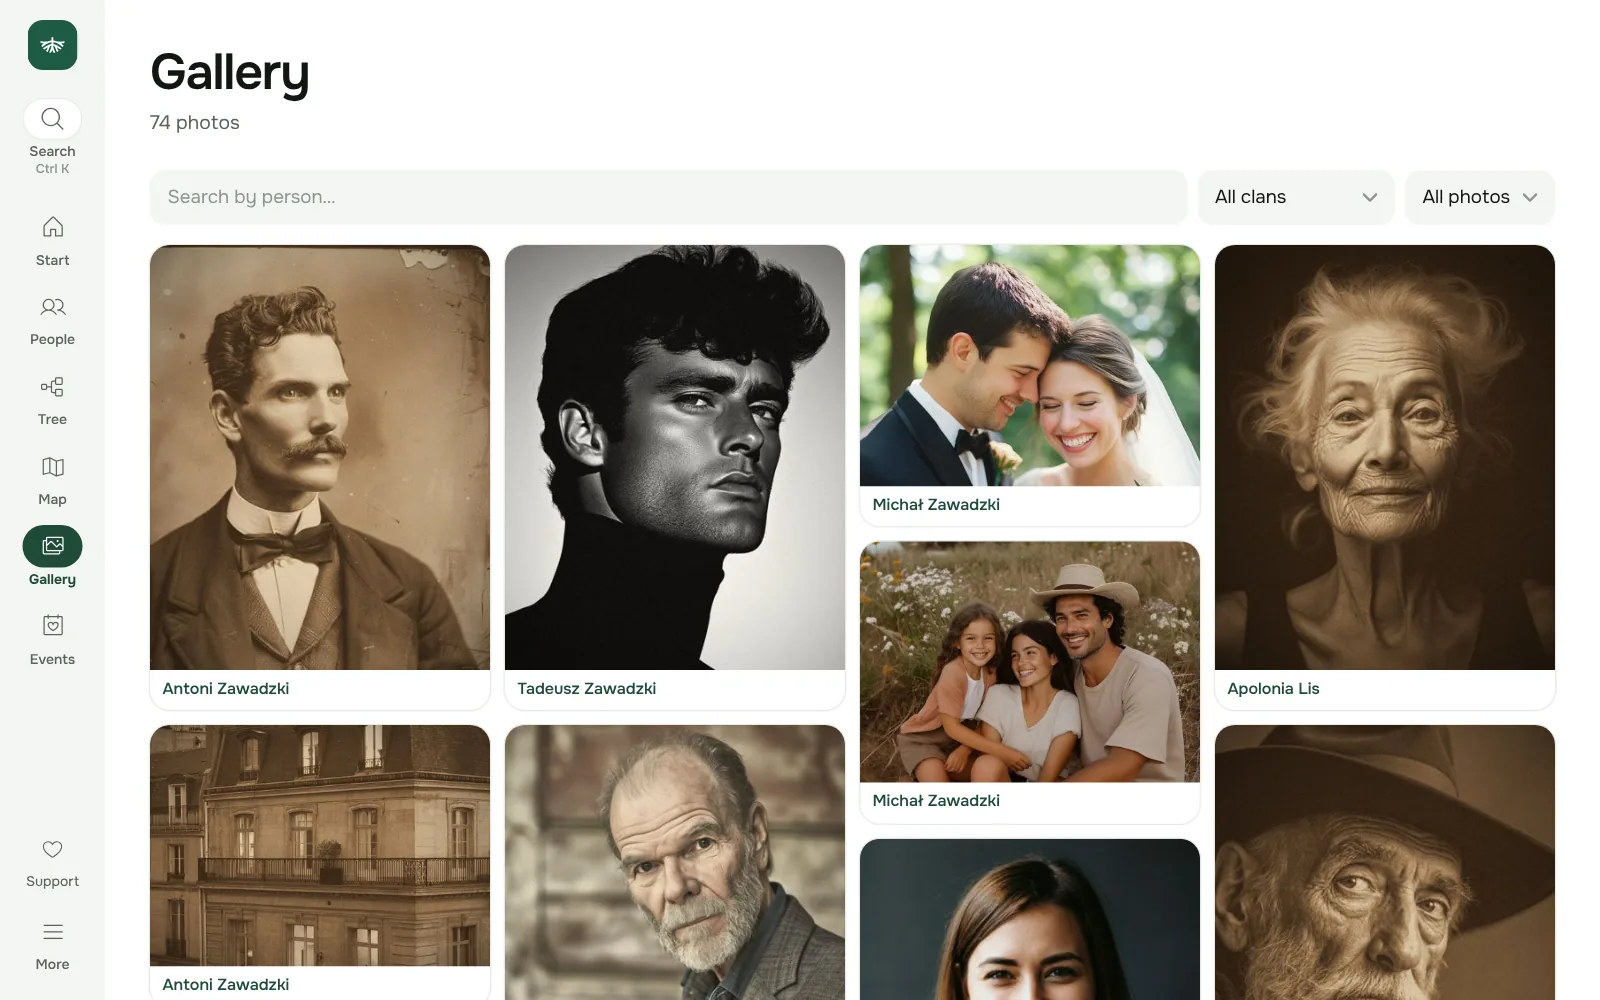 Gallery
74 photos
Search
Ctrl K
Start
People
Tree
Map
Gallery
Events
Support
More
Search by person...
All clans
All photos
Antoni Zawadzki
Tadeusz Zawadzki
Michał Zawadzki
Michał Zawadzki
Apolonia Lis
Antoni Zawadzki